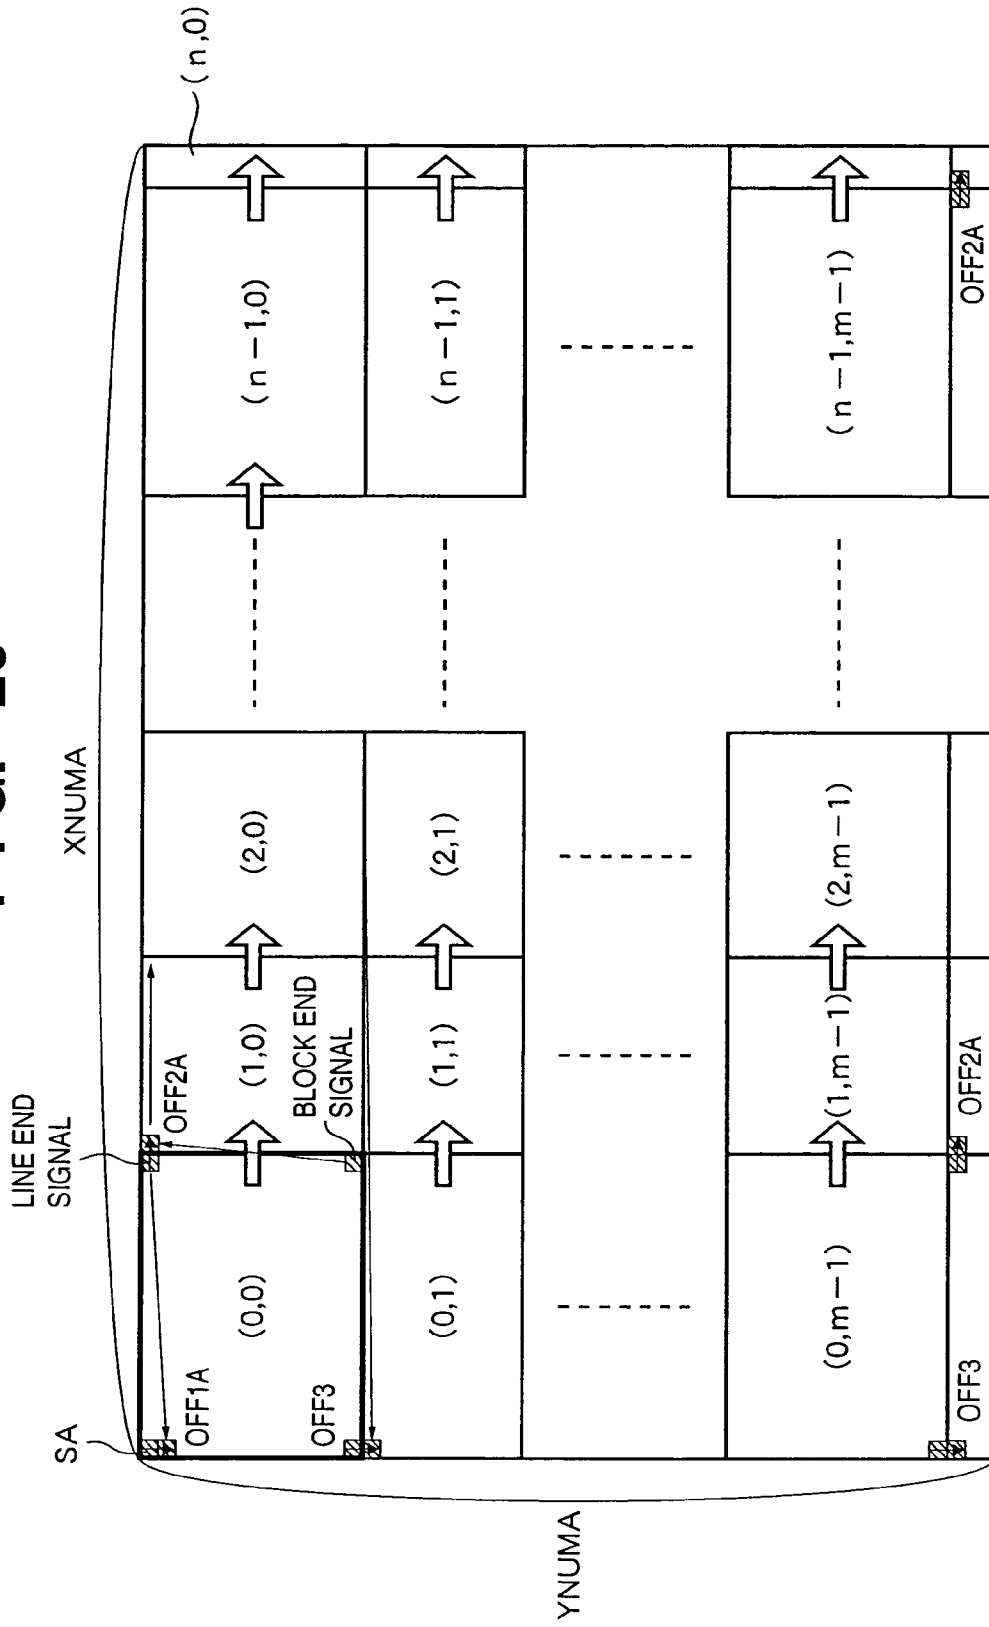 XNUMA
(n,0)
LINE END
SIGNAL
SA
OFF1A
OFF2A
(0,0)
(1,0)
(2,0)
(n−1,0)
OFF3
BLOCK END
SIGNAL
(0,1)
(1,1)
(2,1)
(n−1,1)
YNUMA
(0,m−1)
(1,m−1)
(2,m−1)
(n−1,m−1)
OFF3
OFF2A
OFF2A